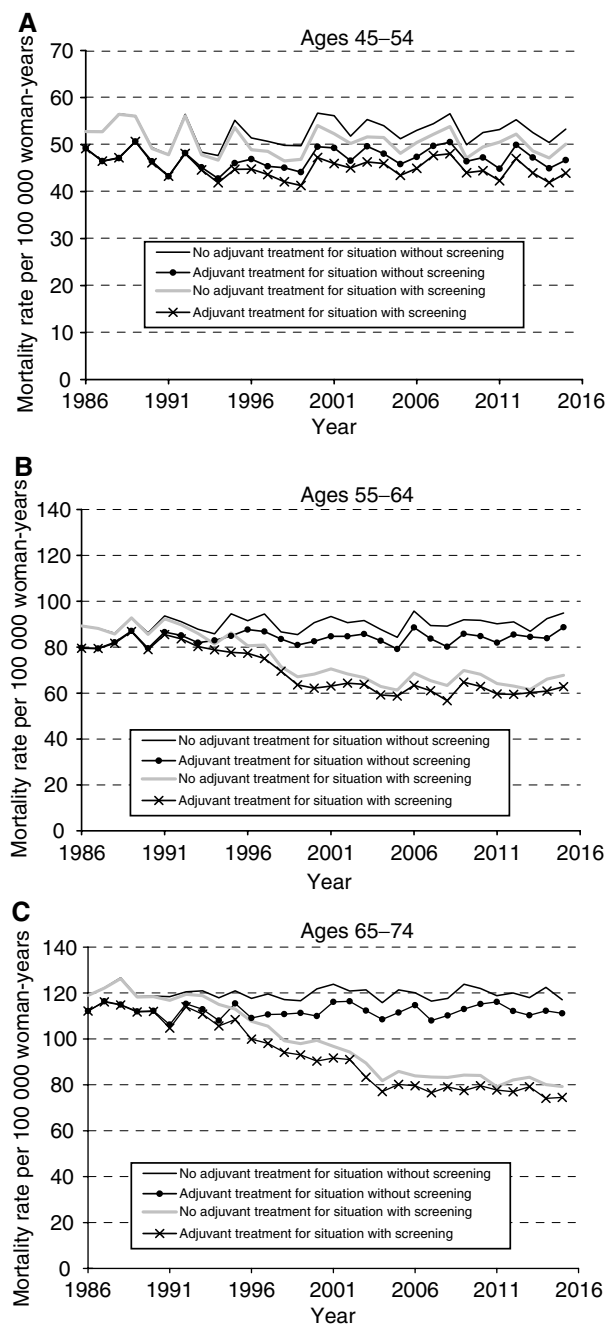 A
Ages 45–54
Mortality rate per 100 000 woman-years
70
60
50
40
30
20
10
0
No adjuvant treatment for situation without screening
Adjuvant treatment for situation without screening
No adjuvant treatment for situation with screening
Adjuvant treatment for situation with screening
1986 1991 1996 2001 2006 2011 2016
Year
B
Ages 55–64
Mortality rate per 100 000 woman-years
140
120
100
80
60
40
20
0
No adjuvant treatment for situation without screening
Adjuvant treatment for situation without screening
No adjuvant treatment for situation with screening
Adjuvant treatment for situation with screening
1986 1991 1996 2001 2006 2011 2016
Year
C
Ages 65–74
Mortality rate per 100 000 woman-years
140
120
100
80
60
40
20
0
No adjuvant treatment for situation without screening
Adjuvant treatment for situation without screening
No adjuvant treatment for situation with screening
Adjuvant treatment for situation with screening
1986 1991 1996 2001 2006 2011 2016
Year